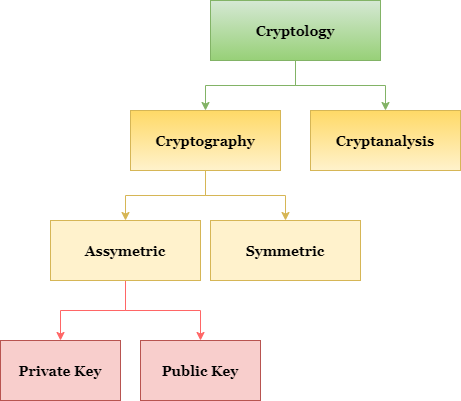 Cryptology
Cryptography
Cryptanalysis
Assymetric
Symmetric
Private Key
Public Key